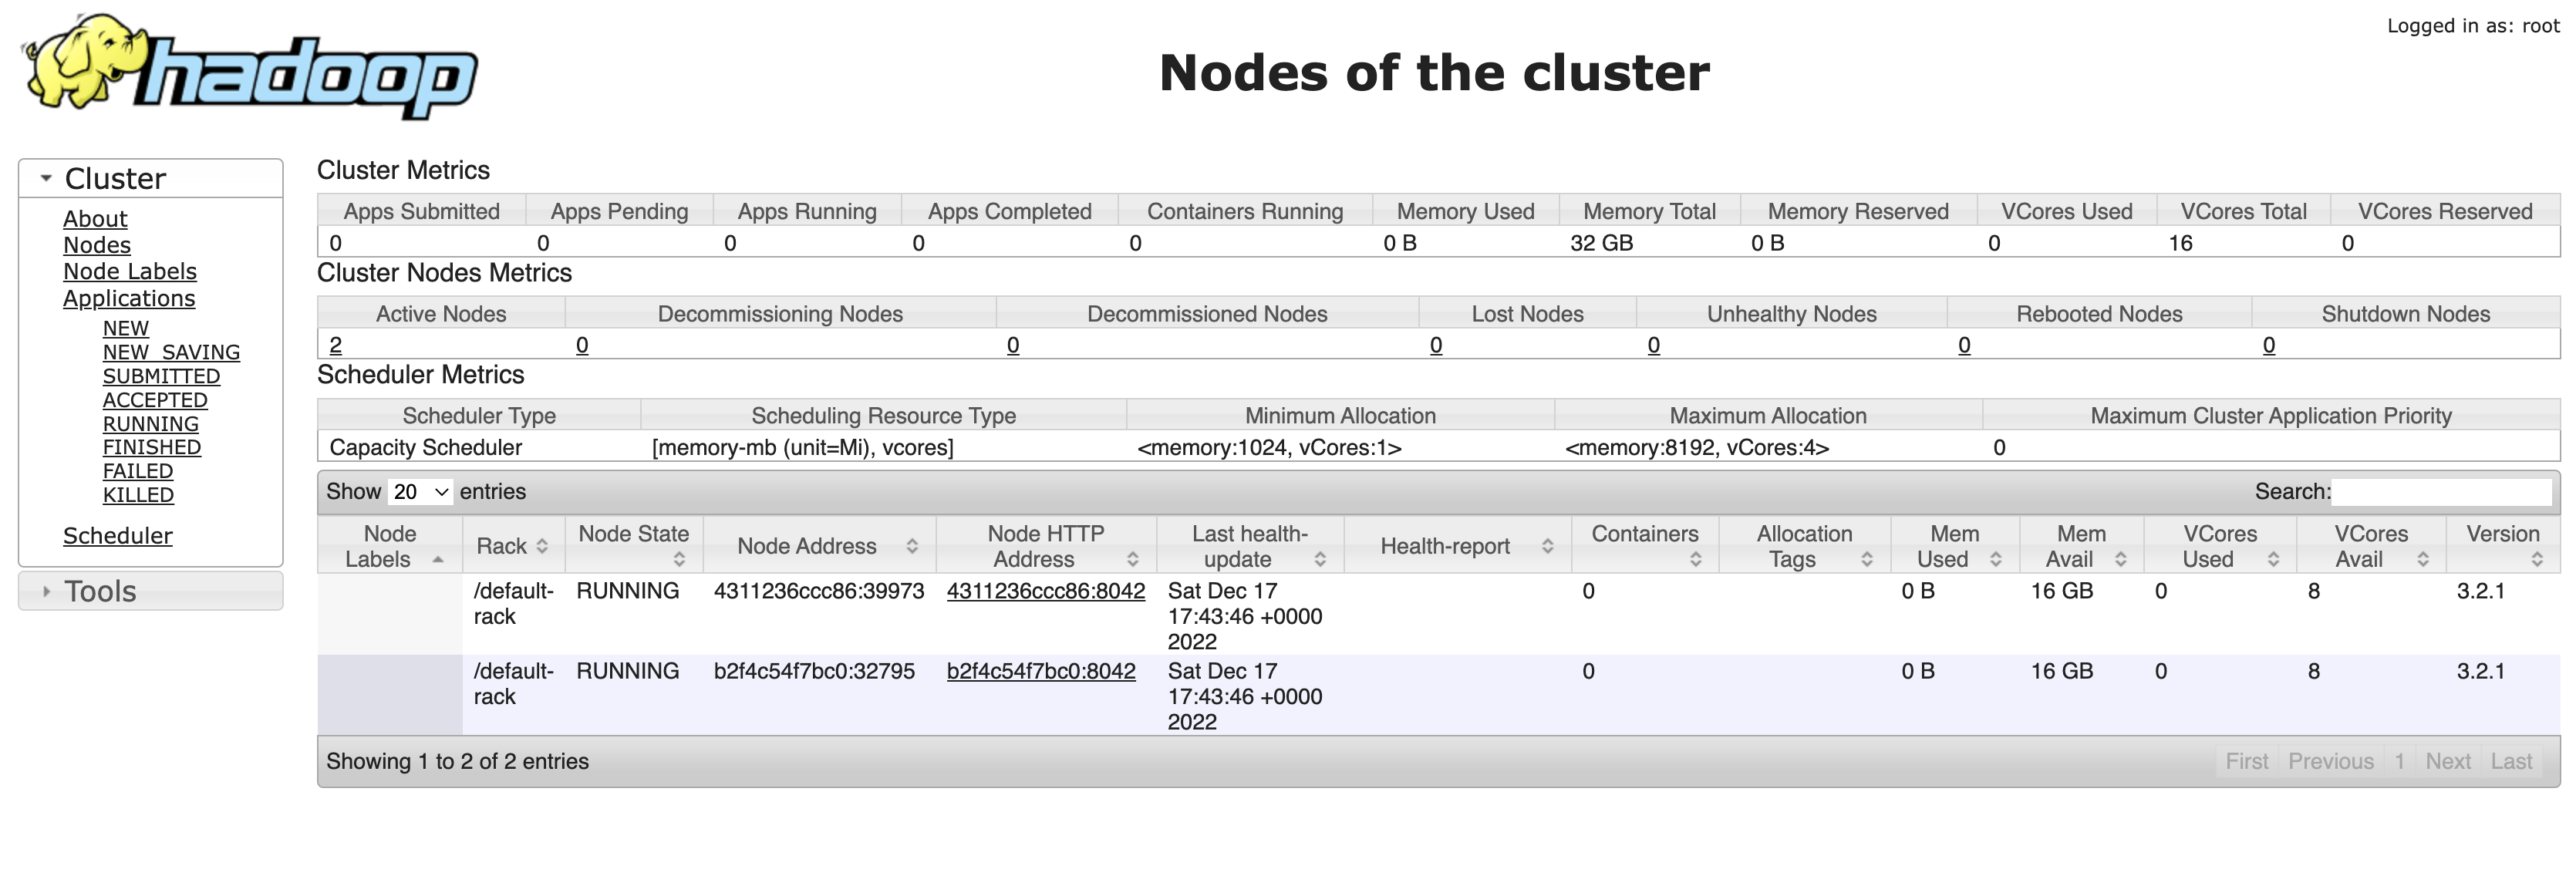 hadoop
Logged in as: root
Nodes of the cluster
Cluster
About
Nodes
Node Labels
Applications
NEW
NEW_SAVING
SUBMITTED
ACCEPTED
RUNNING
FINISHED
FAILED
KILLED
Scheduler
Tools
Cluster Metrics
Apps Submitted Apps Pending Apps Running Apps Completed Containers Running Memory Used Memory Total Memory Reserved VCores Used VCores Total VCores Reserved
0 0 0 0 0 0 B 32 GB 0 B 0 16 0
Cluster Nodes Metrics
Active Nodes Decommissioning Nodes Decommissioned Nodes Lost Nodes Unhealthy Nodes Rebooted Nodes Shutdown Nodes
2 0 0 0 0 0 0
Scheduler Metrics
Scheduler Type Scheduling Resource Type Minimum Allocation Maximum Allocation Maximum Cluster Application Priority
Capacity Scheduler [memory-mb (unit=Mi), vcores] <memory:1024, vCores:1> <memory:8192, vCores:4> 0
Show 20 entries Search:
Node Node State Node HTTP Last health- Containers Allocation Mem Mem VCores VCores Version
Labels Rack Node Address Address update Health-report Tags Used Avail Used Avail
/default- RUNNING 4311236ccc86:39973 4311236ccc86:8042 Sat Dec 17 0 0 B 16 GB 0 8 3.2.1
rack 17:43:46 +0000
2022
/default- RUNNING b2f4c54f7bc0:32795 b2f4c54f7bc0:8042 Sat Dec 17 0 0 B 16 GB 0 8 3.2.1
rack 17:43:46 +0000
2022
Showing 1 to 2 of 2 entries First Previous 1 Next Last